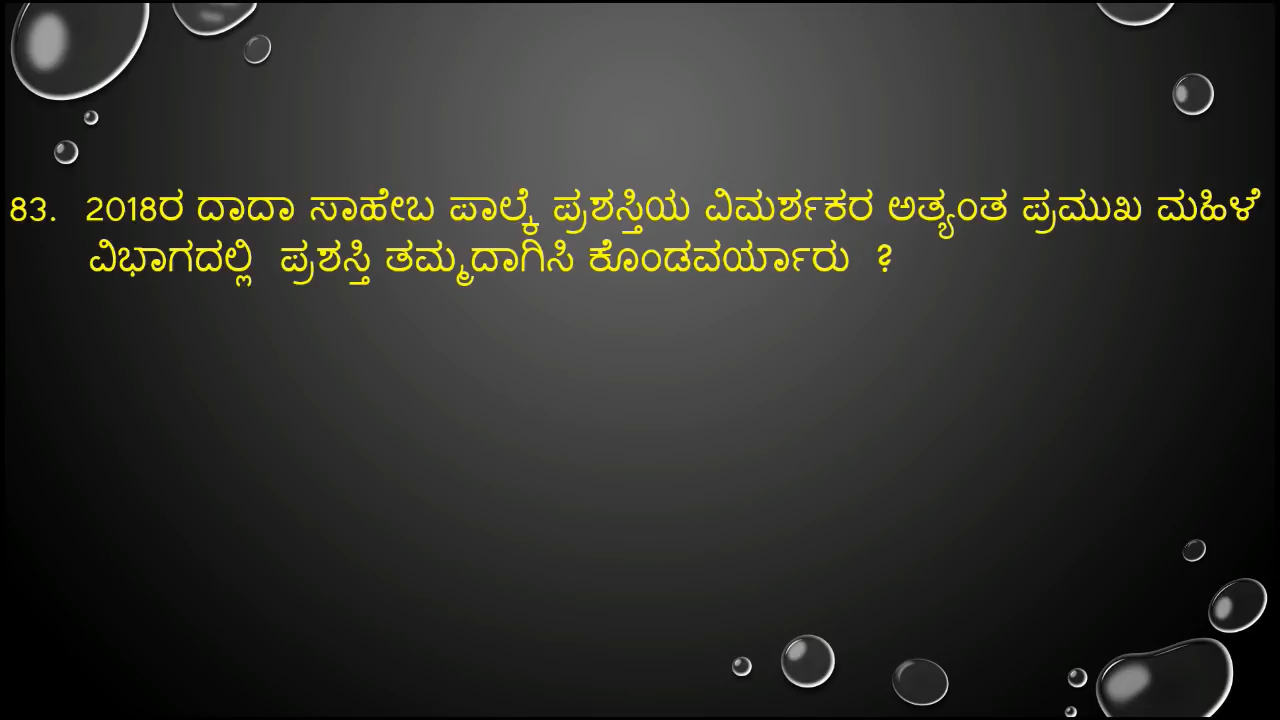 83. 2018ರ ದಾದಾ ಸಾಹೇಬ ಪಾಲ್ಕೆ ಪ್ರಶಸ್ತಿಯ ವಿಮರ್ಶಕರ ಅತ್ಯಂತ ಪ್ರಮುಖ ಮಹಿಳೆ
ವಿಭಾಗದಲ್ಲಿ ಪ್ರಶಸ್ತಿ ತಮ್ಮದಾಗಿಸಿ ಕೊಂಡವರ್ಯಾರು ?